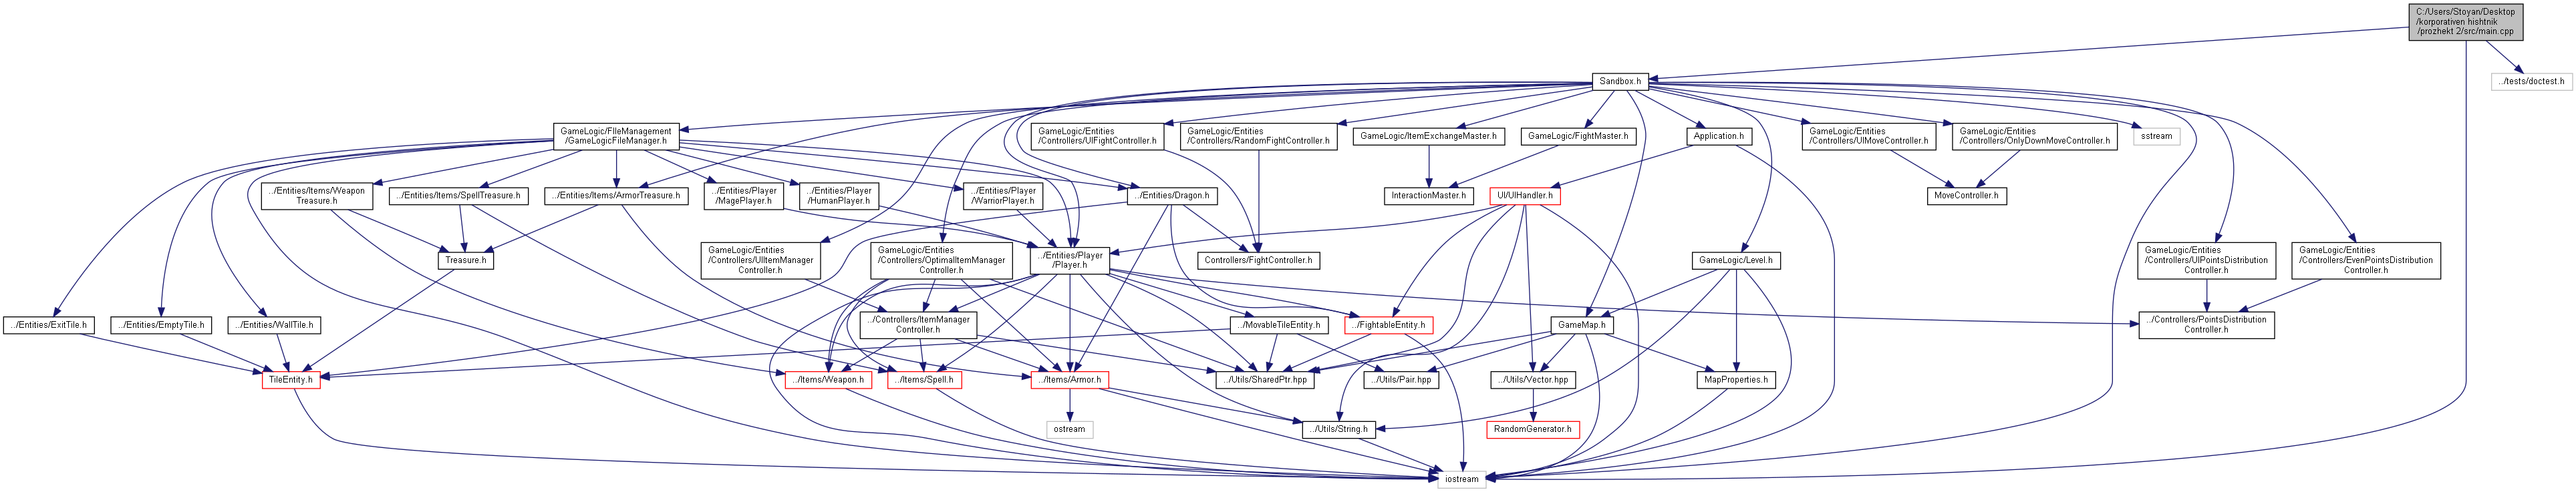 C:/Users/Stoyan/Desktop
/korporativen hishtnik
/prozhekt 2/src/main.cpp
Sandbox.h
../tests/doctest.h
GameLogic/FIleManagement
/GameLogicFileManager.h
GameLogic/Entities
/Controllers/UIFightController.h
GameLogic/Entities
/Controllers/RandomFightController.h
GameLogic/ItemExchangeMaster.h
GameLogic/FightMaster.h
Application.h
GameLogic/Entities
/Controllers/UIMoveController.h
GameLogic/Entities
/Controllers/OnlyDownMoveController.h
sstream
../Entities/Items/Weapon
Treasure.h
../Entities/Items/SpellTreasure.h
../Entities/Items/ArmorTreasure.h
../Entities/Player
/MagePlayer.h
../Entities/Player
/HumanPlayer.h
../Entities/Player
/WarriorPlayer.h
../Entities/Dragon.h
InteractionMaster.h
UI/UIHandler.h
MoveController.h
Treasure.h
GameLogic/Entities
/Controllers/UIItemManager
Controller.h
GameLogic/Entities
/Controllers/OptimalItemManager
Controller.h
../Entities/Player
/Player.h
Controllers/FightController.h
GameLogic/Level.h
GameLogic/Entities
/Controllers/UIPointsDistribution
Controller.h
GameLogic/Entities
/Controllers/EvenPointsDistribution
Controller.h
../Entities/ExitTile.h
../Entities/EmptyTile.h
../Entities/WallTile.h
../Controllers/ItemManager
Controller.h
../MovableTileEntity.h
../FightableEntity.h
GameMap.h
../Controllers/PointsDistribution
Controller.h
TileEntity.h
../Items/Weapon.h
../Items/Spell.h
../Items/Armor.h
../Utils/SharedPtr.hpp
../Utils/Pair.hpp
../Utils/Vector.hpp
MapProperties.h
ostream
../Utils/String.h
RandomGenerator.h
iostream